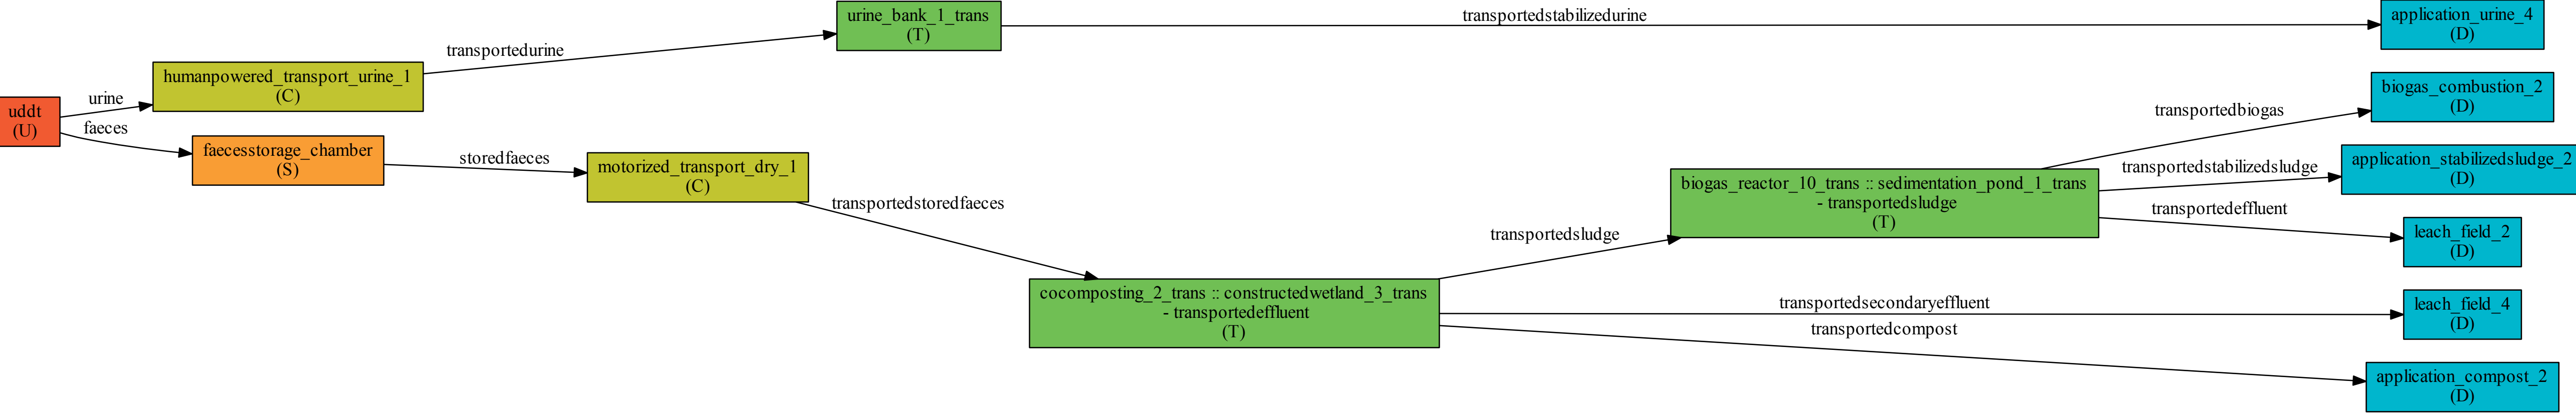 uddt
(U)
urine
faeces
humanpowered_transport_urine_1
(C)
faecesstorage_chamber
(S)
transportedurine
storedfaeces
motorized_transport_dry_1
(C)
urine_bank_1_trans
(T)
transportedstoredfaeces
cocomposting_2_trans :: constructedwetland_3_trans
- transportedeffluent
(T)
transportedstabilizedurine
transportedsludge
biogas_reactor_10_trans :: sedimentation_pond_1_trans
- transportedsludge
(T)
transportedsecondaryeffluent
transportedcompost
transportedbiogas
transportedstabilizedsludge
transportedeffluent
application_urine_4
(D)
biogas_combustion_2
(D)
application_stabilizedsludge_2
(D)
leach_field_2
(D)
leach_field_4
(D)
application_compost_2
(D)